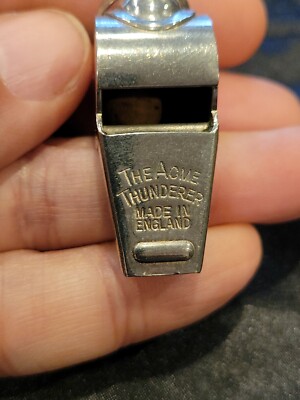 THE ACME
THUNDERER
MADE IN
ENGLAND